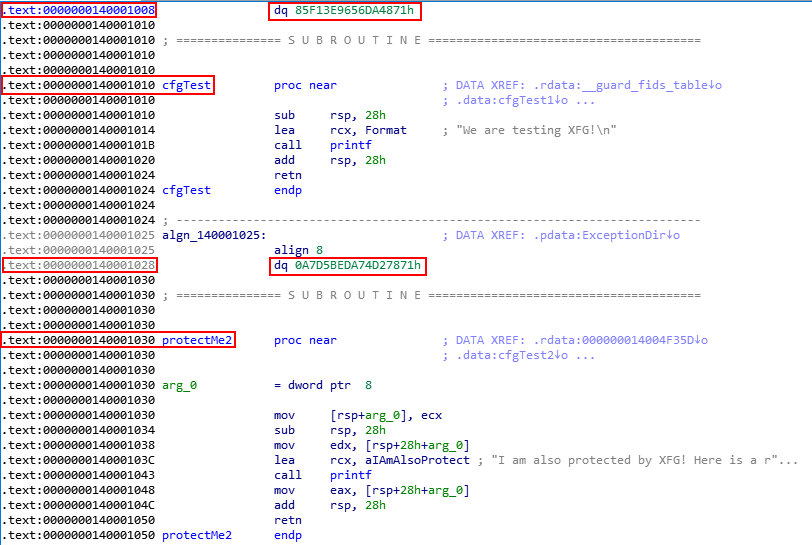 .text:0000000140001008 dq 85F13E9656DA4871h
.text:0000000140001010
.text:0000000140001010 ; =============== S U B R O U T I N E =======================================
.text:0000000140001010
.text:0000000140001010
.text:0000000140001010 cfgTest proc near ; DATA XREF: .rdata:__guard_fids_table↓o
.text:0000000140001010 ; .data:cfgTest1↓o ...
.text:0000000140001010 sub rsp, 28h
.text:0000000140001014 lea rcx, Format ; "We are testing XFG!\n"
.text:000000014000101B call printf
.text:0000000140001020 add rsp, 28h
.text:0000000140001024 retn
.text:0000000140001024 cfgTest endp
.text:0000000140001024
.text:0000000140001024 ; ---------------------------------------------------------------------------
.text:0000000140001025 algn_140001025: ; DATA XREF: .pdata:ExceptionDir↓o
.text:0000000140001025 align 8
.text:0000000140001028 dq 0A7D5BEDA74D27871h
.text:0000000140001030
.text:0000000140001030 ; =============== S U B R O U T I N E =======================================
.text:0000000140001030
.text:0000000140001030
.text:0000000140001030 protectMe2 proc near ; DATA XREF: .rdata:000000014004F35D↓o
.text:0000000140001030 ; .data:cfgTest2↓o ...
.text:0000000140001030
.text:0000000140001030 arg_0 = dword ptr 8
.text:0000000140001030
.text:0000000140001030 mov [rsp+arg_0], ecx
.text:0000000140001034 sub rsp, 28h
.text:0000000140001038 mov edx, [rsp+28h+arg_0]
.text:000000014000103C lea rcx, aIAmAlsoProtect ; "I am also protected by XFG! Here is a r"...
.text:0000000140001043 call printf
.text:0000000140001048 mov eax, [rsp+28h+arg_0]
.text:000000014000104C add rsp, 28h
.text:0000000140001050 retn
.text:0000000140001050 protectMe2 endp